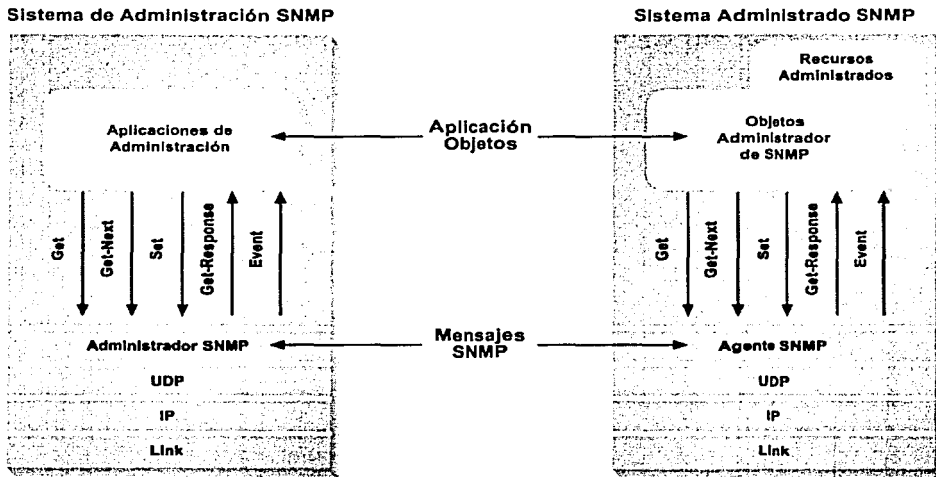 Sistema de Administración SNMP
Sistema Administrado SNMP
Recursos
Administrados
Aplicaciones de
Administración
Aplicación
Objetos
Objetos
Administrador
de SNMP
Get
Get-Next
Set
Get-Response
Event
Get
Get-Next
Set
Get-Response
Event
Administrador SNMP
Mensajes
SNMP
Agente SNMP
UDP
UDP
IP
IP
Link
Link